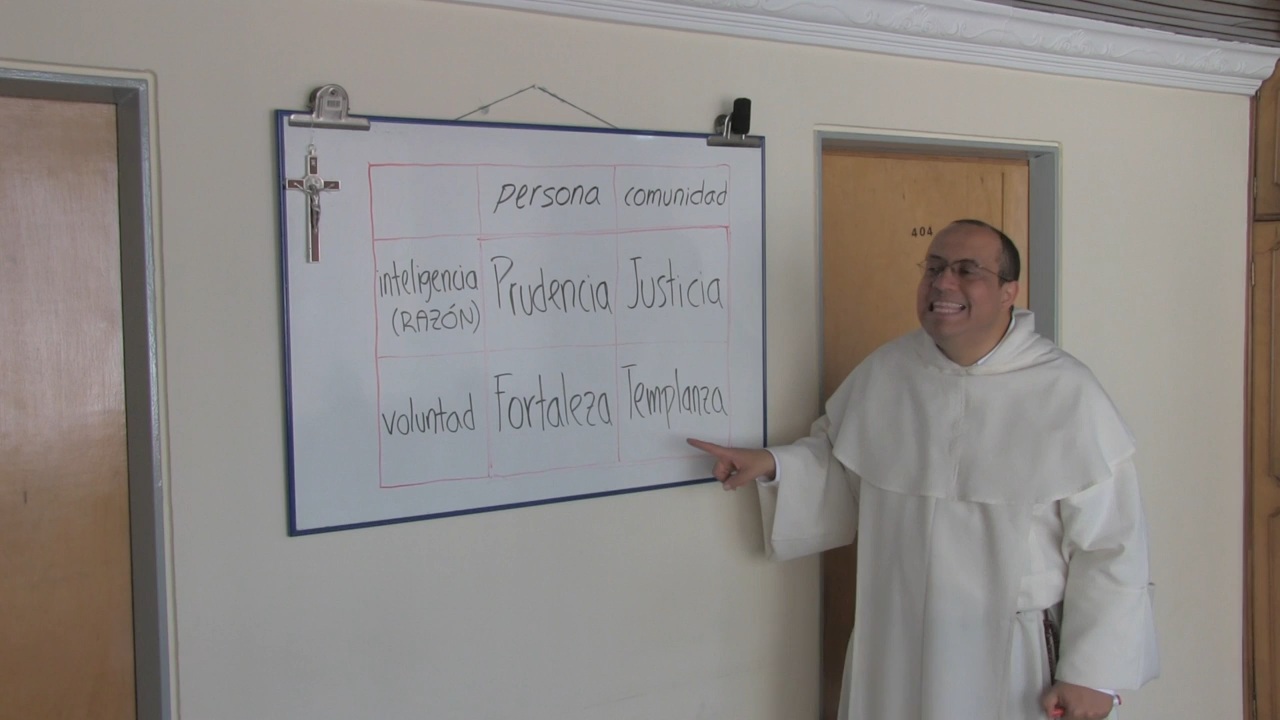 persona comunidad
inteligencia Prudencia Justicia
(RAZÓN)
voluntad Fortaleza Templanza
404